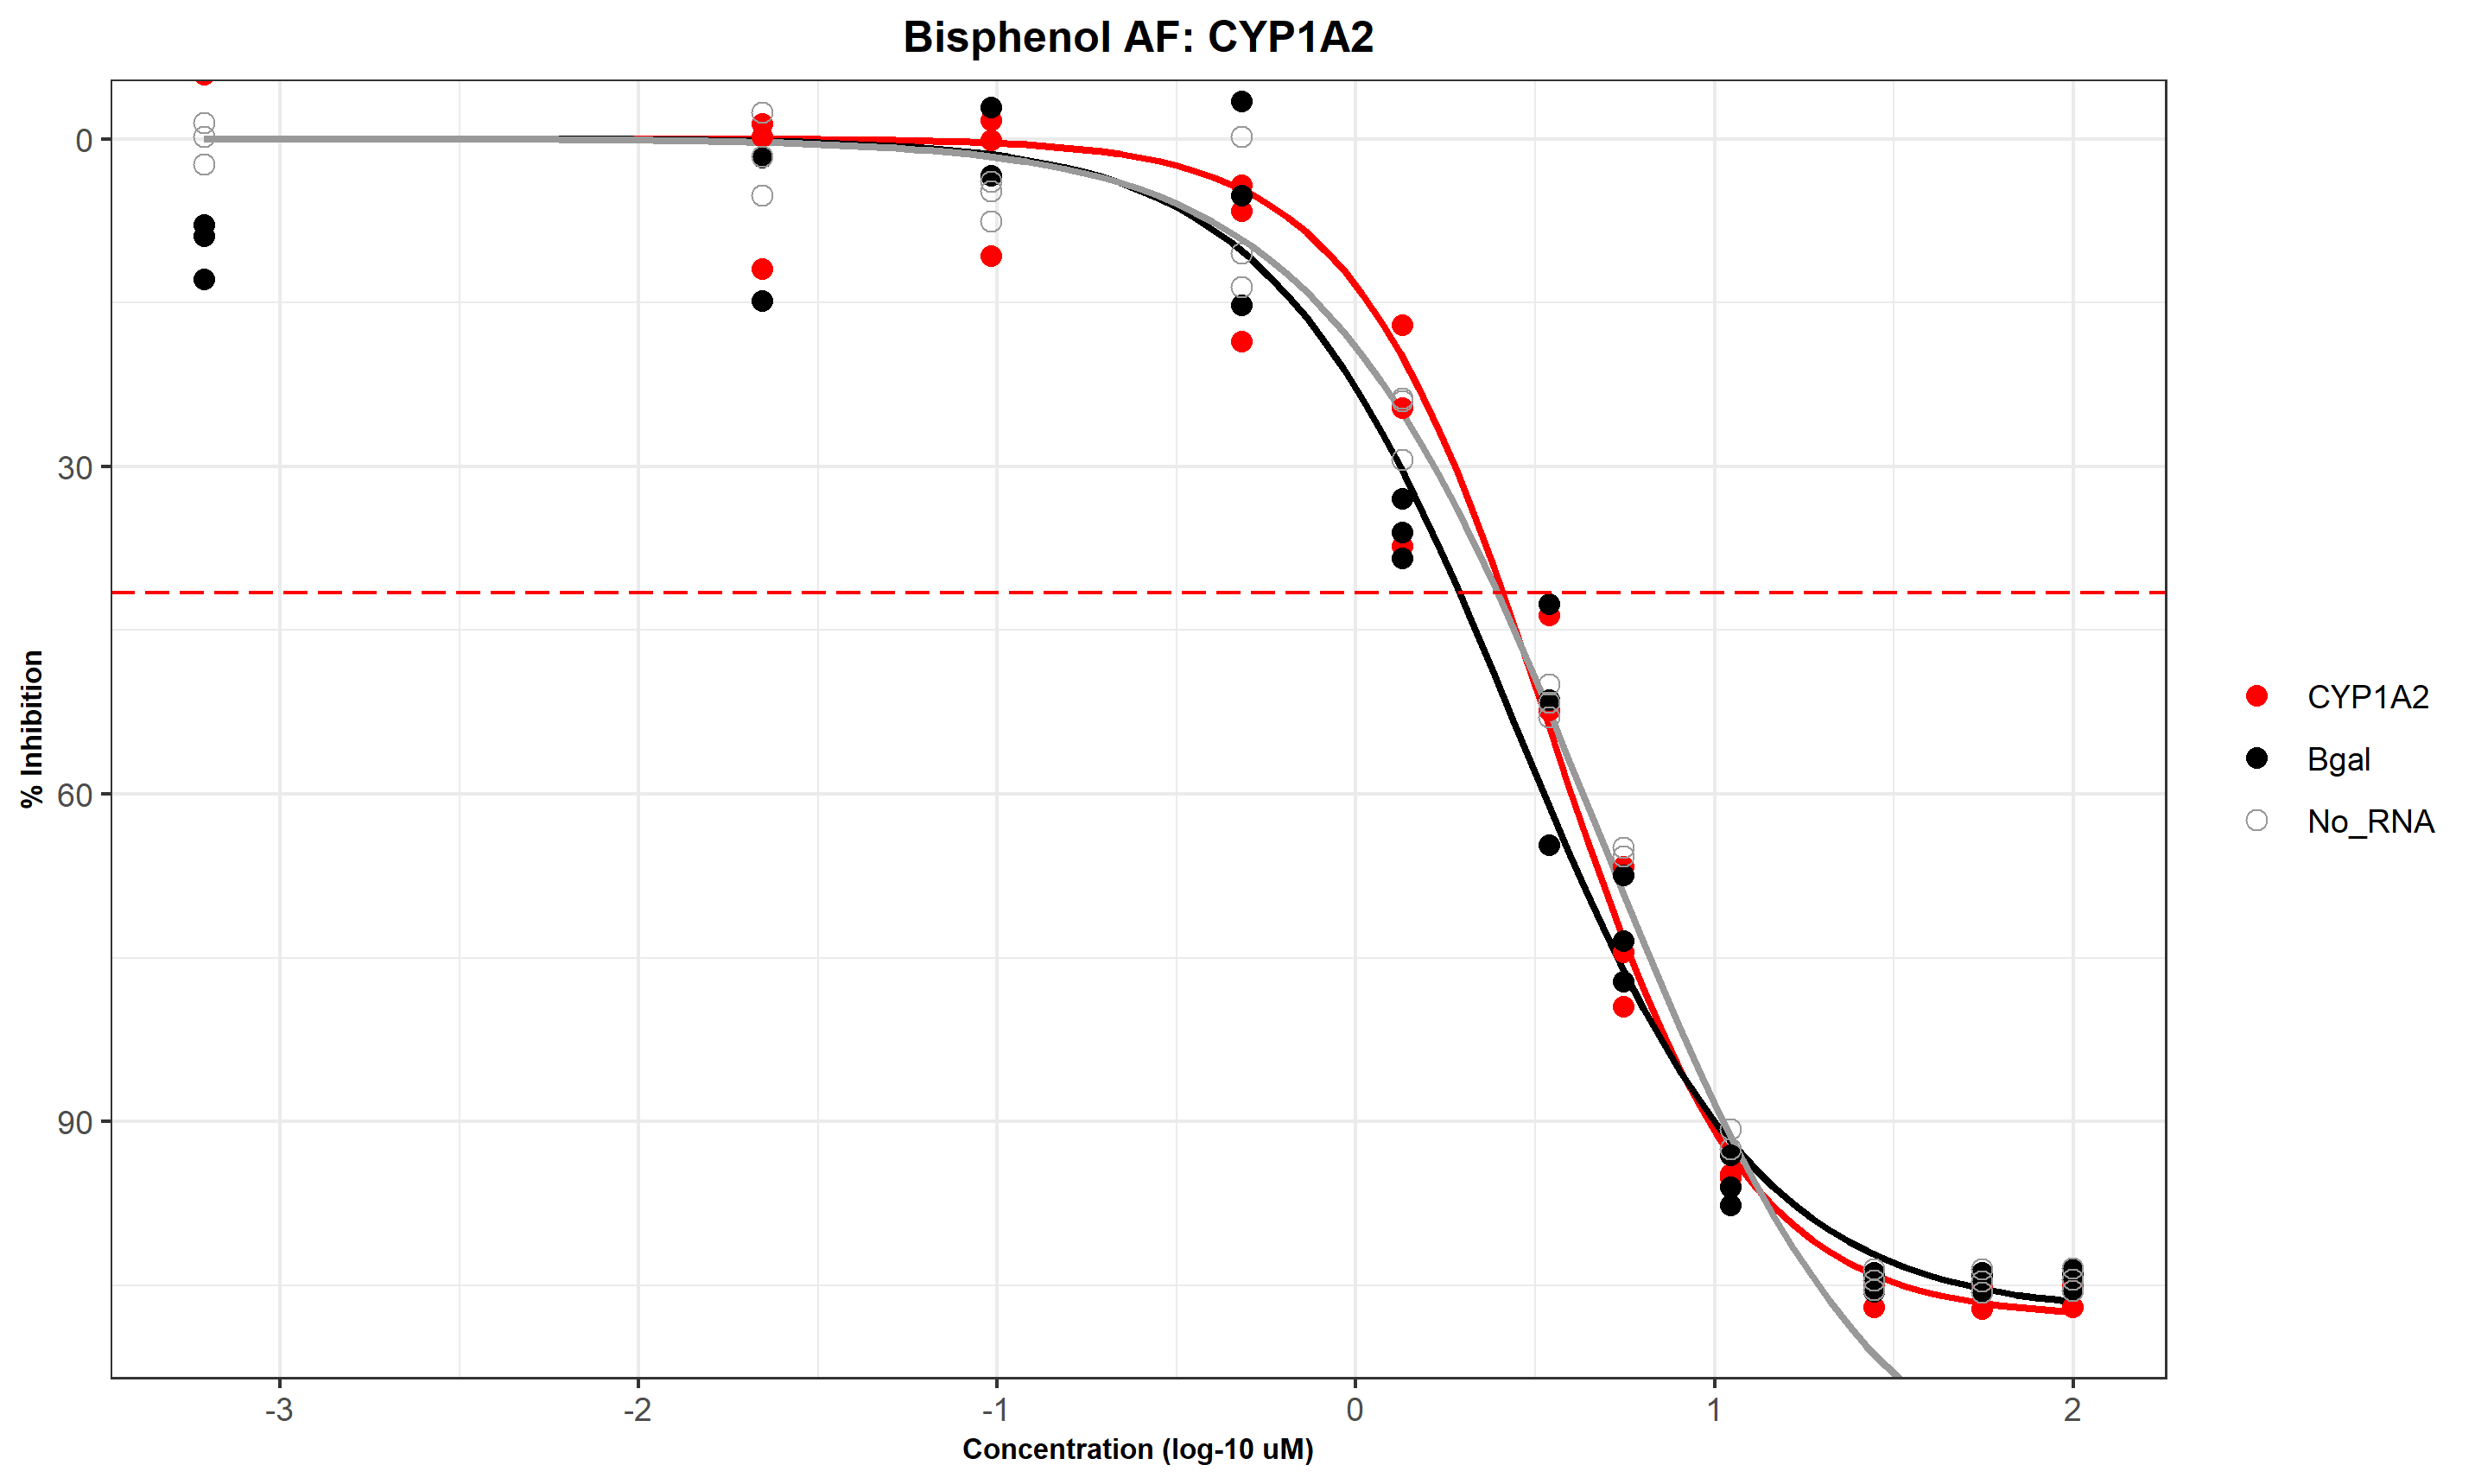 Bisphenol AF: CYP1A2
% Inhibition
0
30
60
90
-3
-2
-1
0
1
2
Concentration (log-10 uM)
CYP1A2
Bgal
No_RNA